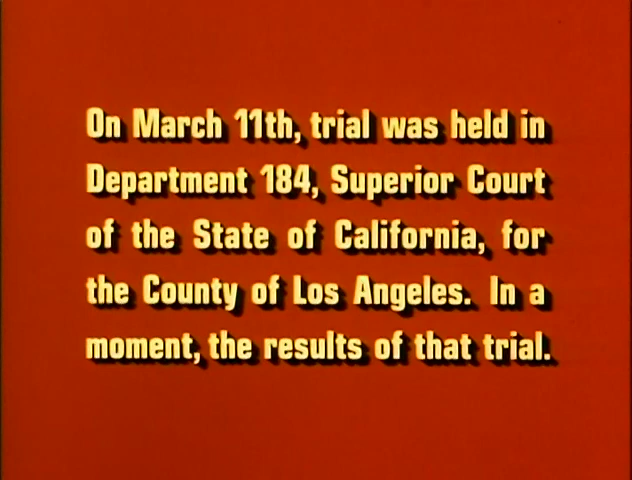 On March 11th, trial was held in
Department 184, Superior Court
of the State of California, for
the County of Los Angeles. In a
moment, the results of that trial.